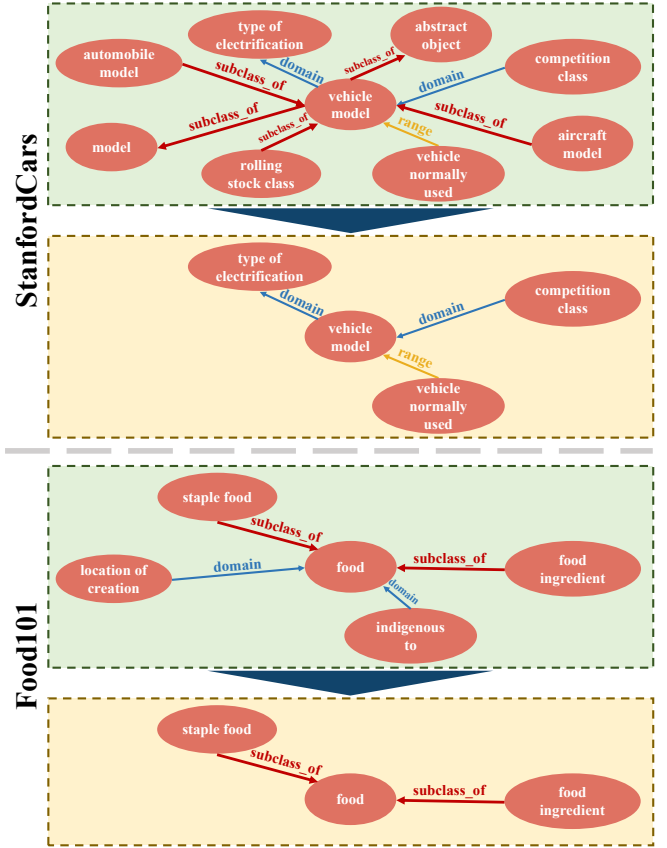 StanfordCars
type of
electrification
abstract
object
automobile
model
subclass_of
domain
subclass_of
domain
competition
class
vehicle
model
subclass_of
subclass_of
subclass_of
range
model
rolling
stock class
vehicle
normally
used
aircraft
model
type of
electrification
domain
competition
class
domain
vehicle
model
range
vehicle
normally
used
Food101
staple food
subclass_of
location of
creation
domain
food
subclass_of
food
ingredient
domain
indigenous
to
staple food
subclass_of
food
subclass_of
food
ingredient